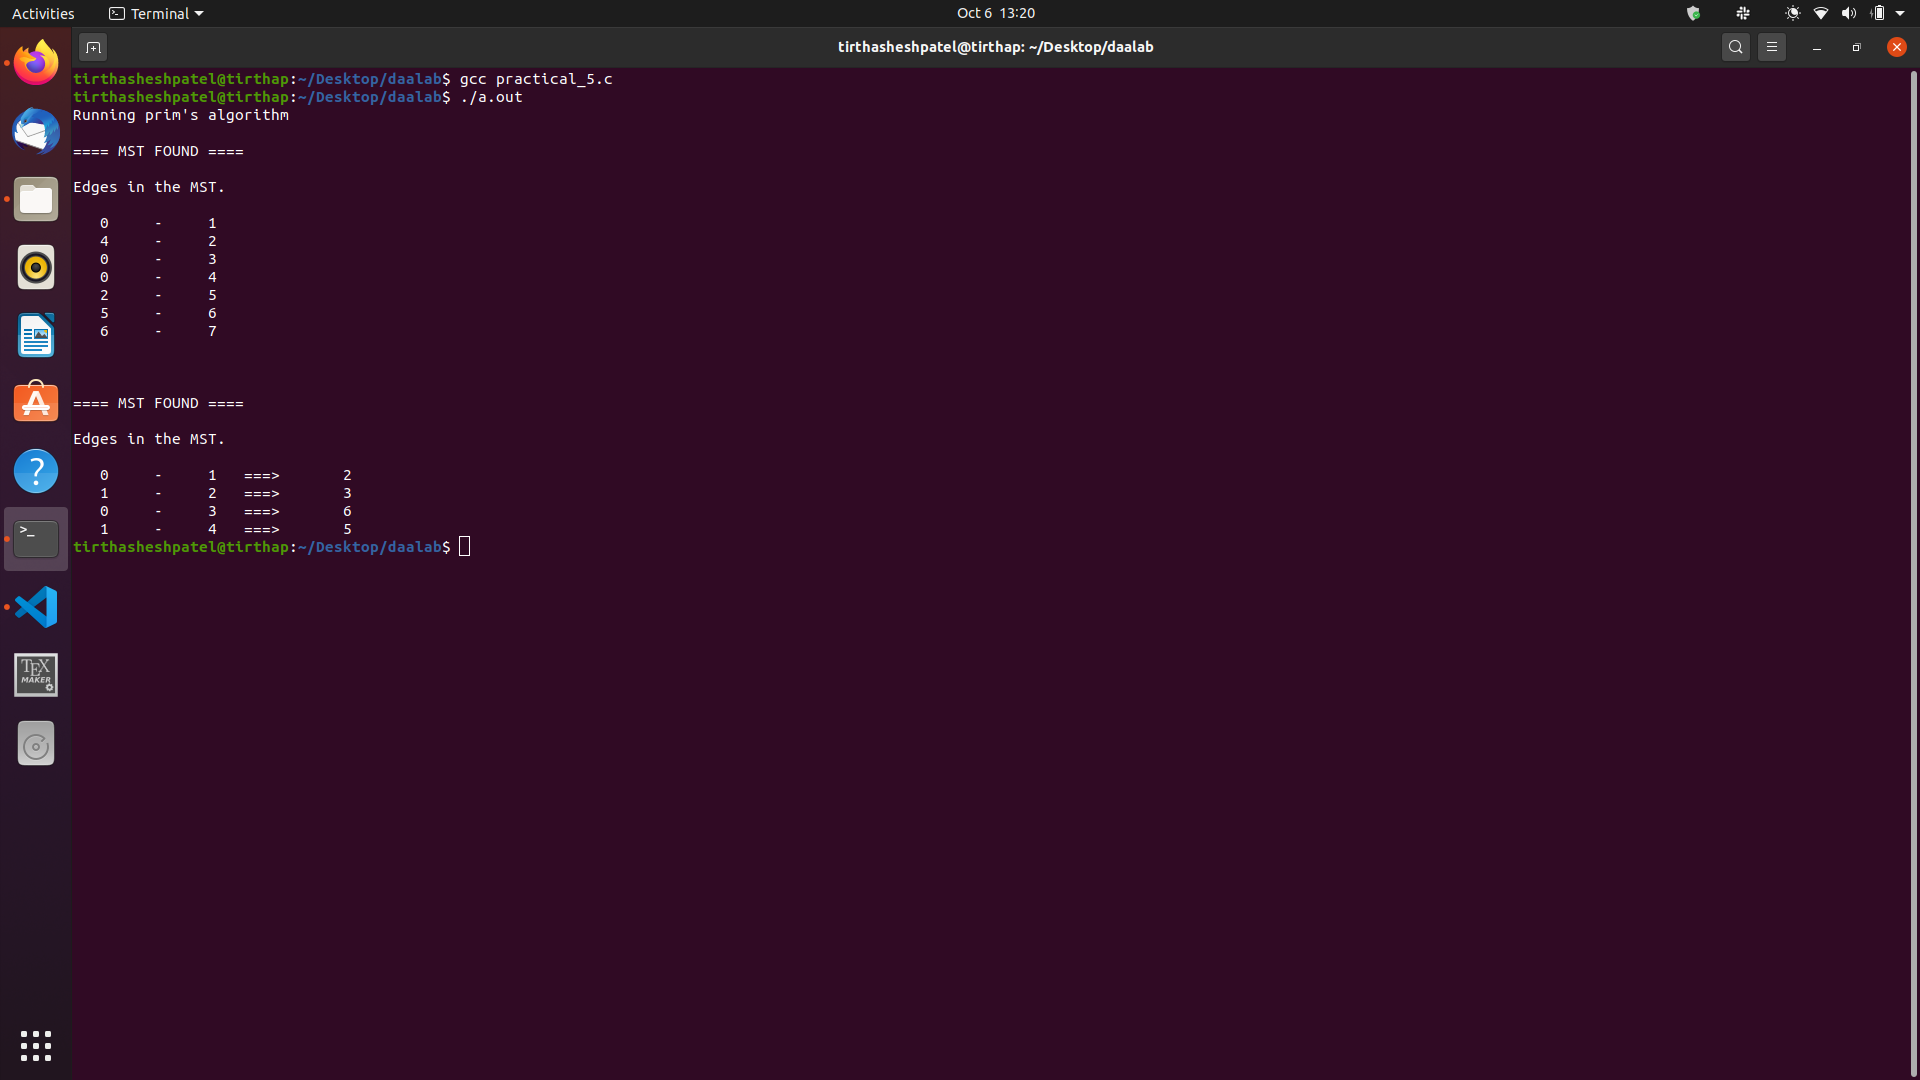 Activities Terminal Oct 6 13:20
tirthasheshpatel@tirthap: ~/Desktop/daalab
tirthasheshpatel@tirthap:~/Desktop/daalab$ gcc practical_5.c
tirthasheshpatel@tirthap:~/Desktop/daalab$ ./a.out
Running prim's algorithm
==== MST FOUND ====
Edges in the MST.
0 - 1
4 - 2
0 - 3
0 - 4
2 - 5
5 - 6
6 - 7
==== MST FOUND ====
Edges in the MST.
0 - 1 ===> 2
1 - 2 ===> 3
0 - 3 ===> 6
1 - 4 ===> 5
tirthasheshpatel@tirthap:~/Desktop/daalab$
TEX
MAKER